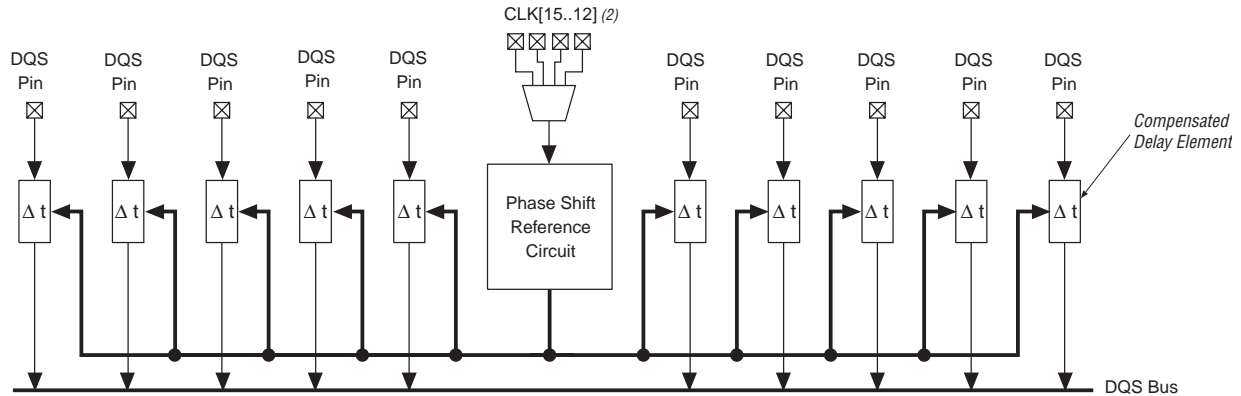 CLK[15..12] (2)
DQS
Pin
DQS
Pin
DQS
Pin
DQS
Pin
DQS
Pin
DQS
Pin
DQS
Pin
DQS
Pin
DQS
Pin
DQS
Pin
Compensated
Delay Element
Δ t
Δ t
Δ t
Δ t
Δ t
Phase Shift
Reference
Circuit
Δ t
Δ t
Δ t
Δ t
Δ t
DQS Bus